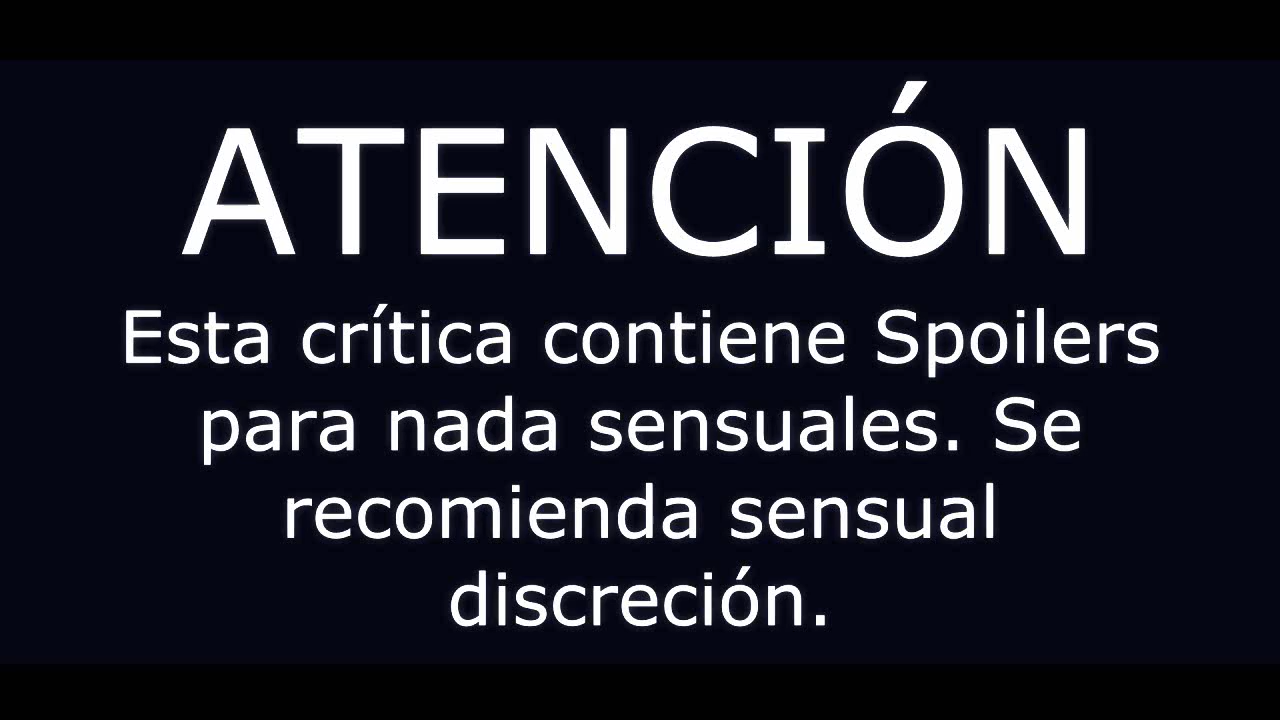 ATENCIÓN
Esta crítica contiene Spoilers
para nada sensuales. Se
recomienda sensual
discreción.